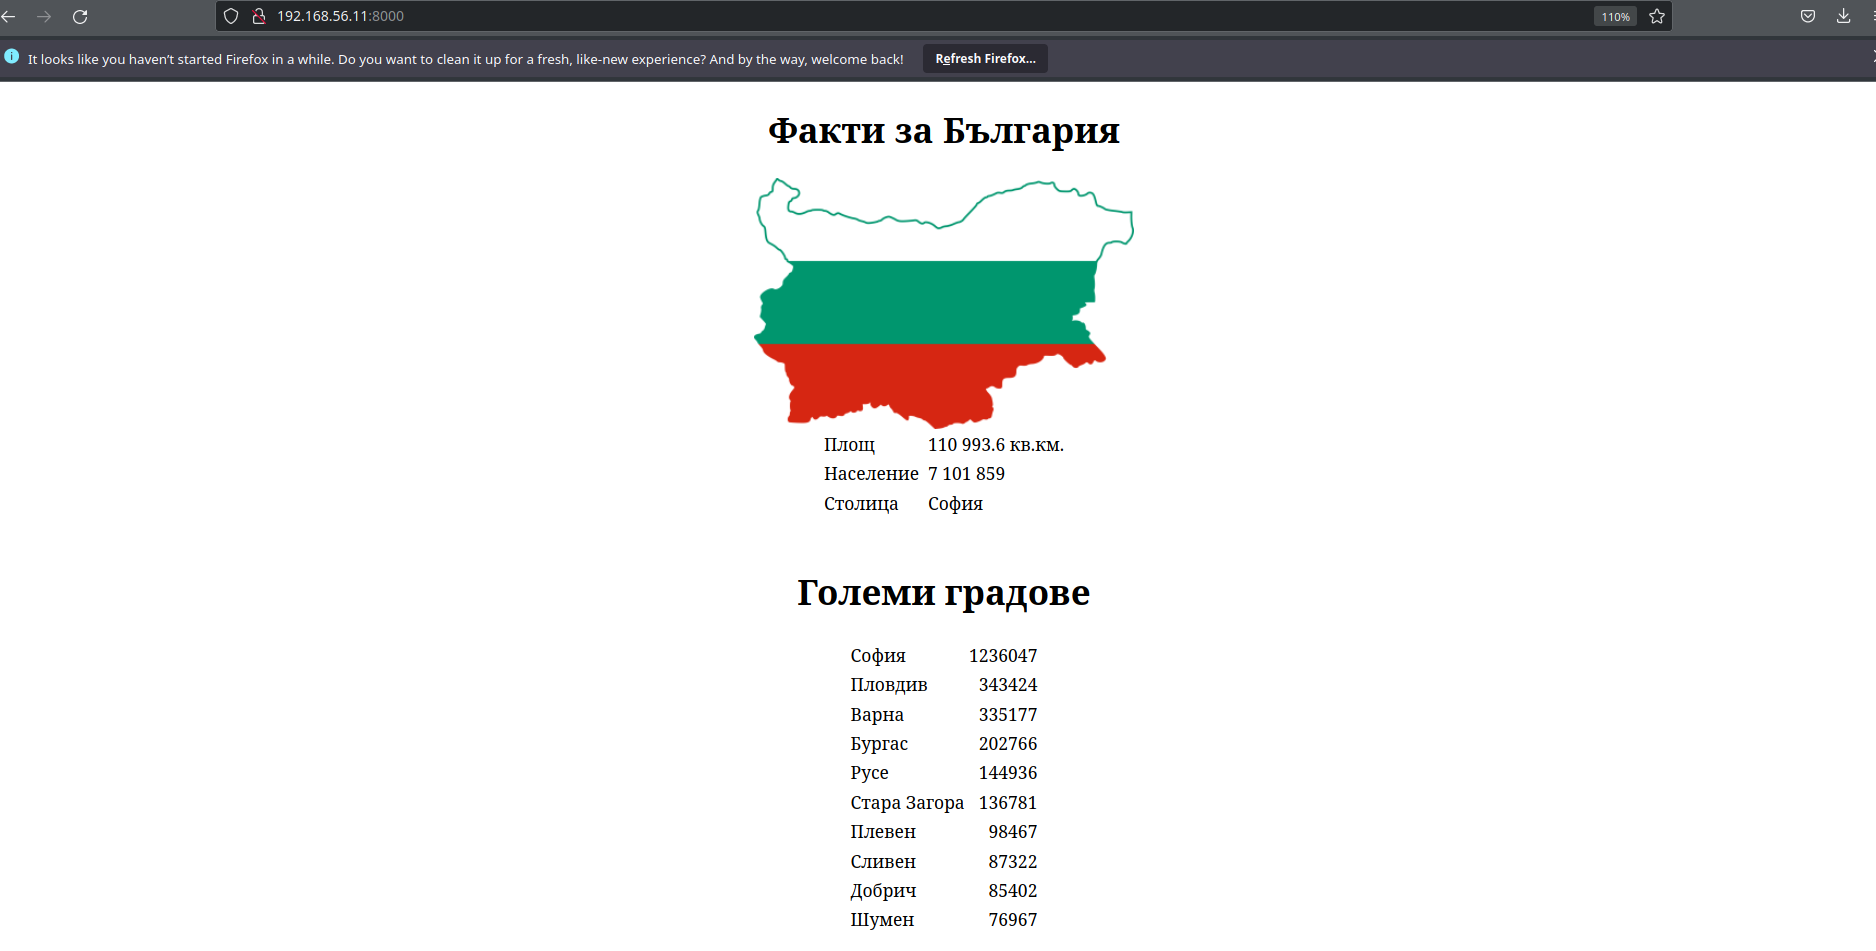 192.168.56.11:8000
110%
It looks like you haven't started Firefox in a while. Do you want to clean it up for a fresh, like-new experience? And by the way, welcome back! Refresh Firefox...
Факти за България
Площ 110 993.6 кв.км.
Население 7 101 859
Столица София
Големи градове
София 1236047
Пловдив 343424
Варна 335177
Бургас 202766
Русе 144936
Стара Загора 136781
Плевен 98467
Сливен 87322
Добрич 85402
Шумен 76967